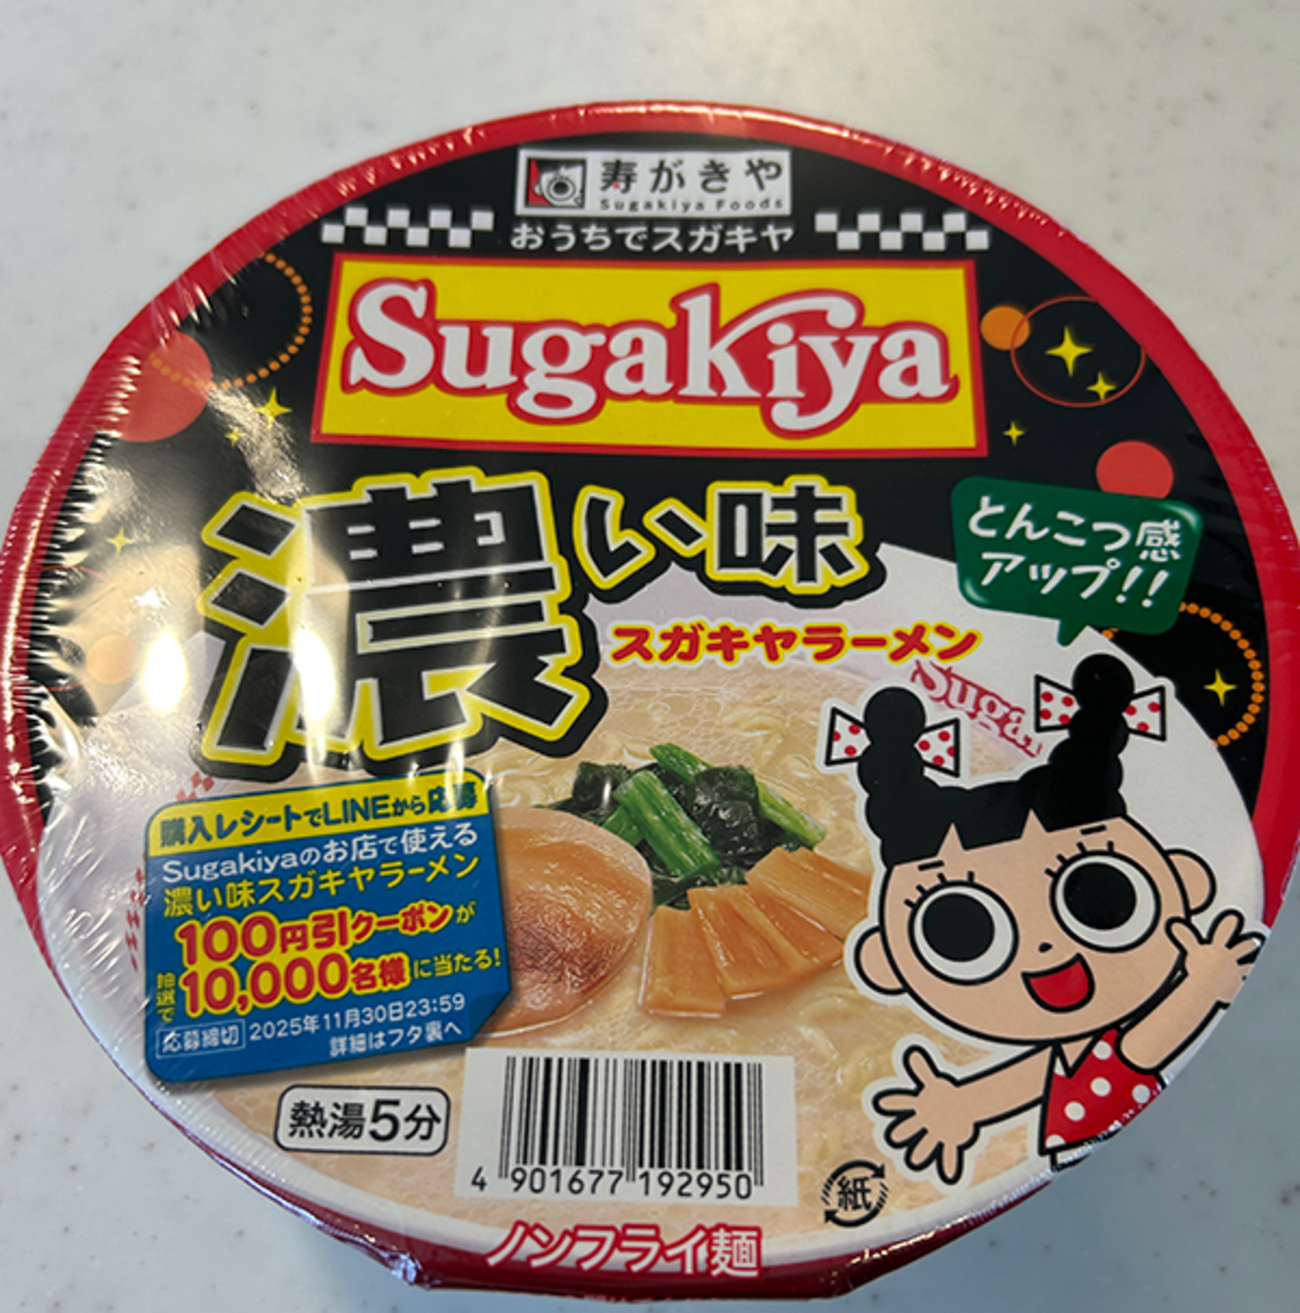 寿がきや
Sugakiya Foods
おうちでスガキヤ
Sugakiya
濃い味
とんこつ感
アップ!!
スガキヤラーメン
購入レシートでLINEから応募
Sugakiyaのお店で使える
濃い味スガキヤラーメン
100円引クーポンが
抽選で10,000名様に当たる!
応募締切 2025年11月30日23:59
詳細はフタ裏へ
熱湯5分
4 901677 192950
紙
ノンフライ麺